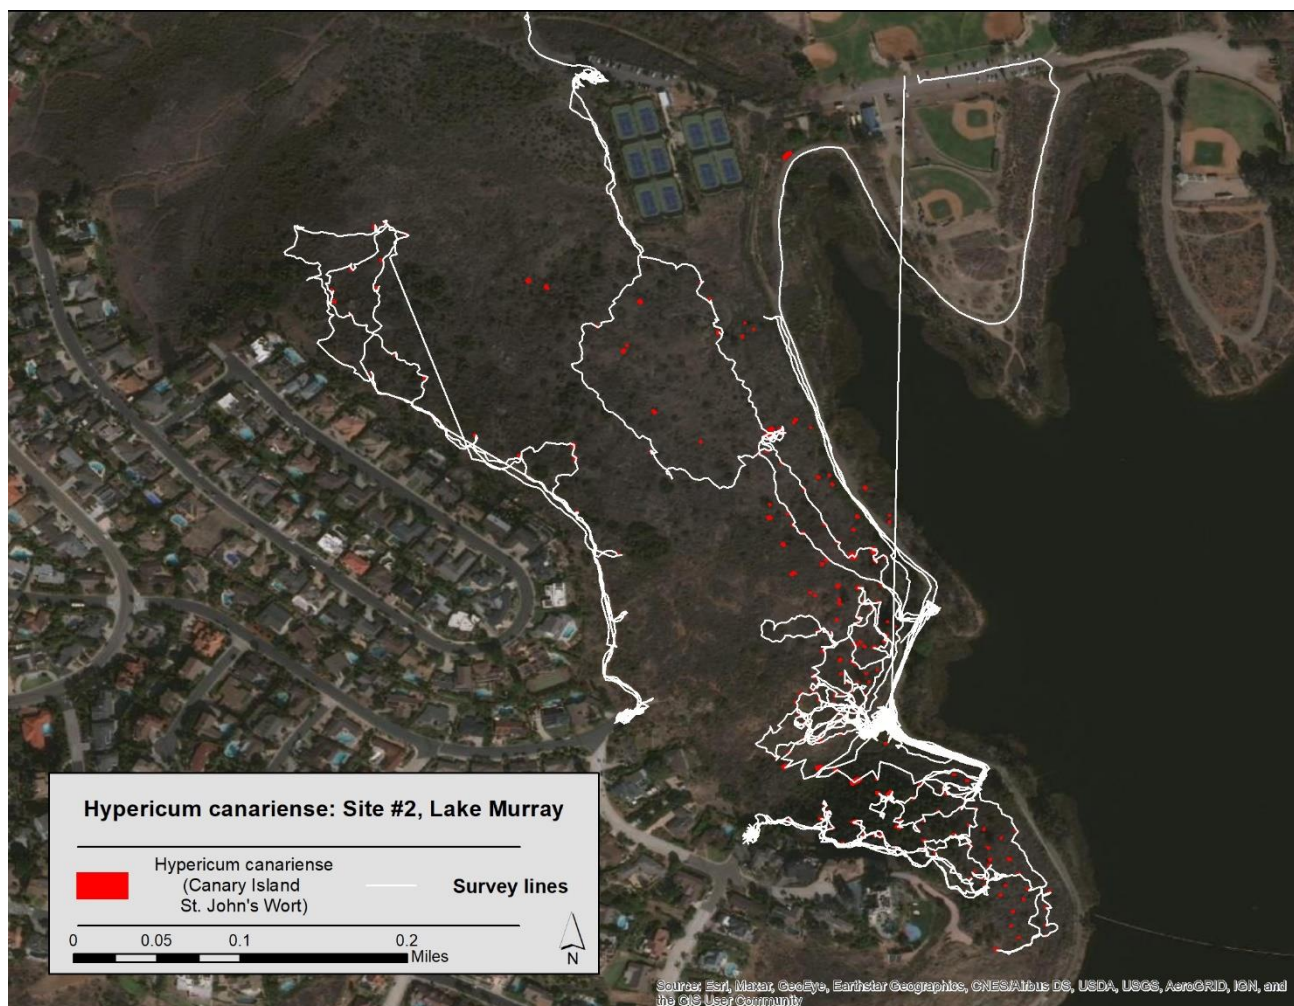 Hypericum canariense: Site #2, Lake Murray
Hypericum canariense
(Canary Island
St. John's Wort)
Survey lines
0 0.05 0.1 0.2
Miles
N
Source: Esri, Maxar, GeoEye, Earthstar Geographics, CNES/Airbus DS, USDA, USGS, AeroGRID, IGN, and
the GIS User Community